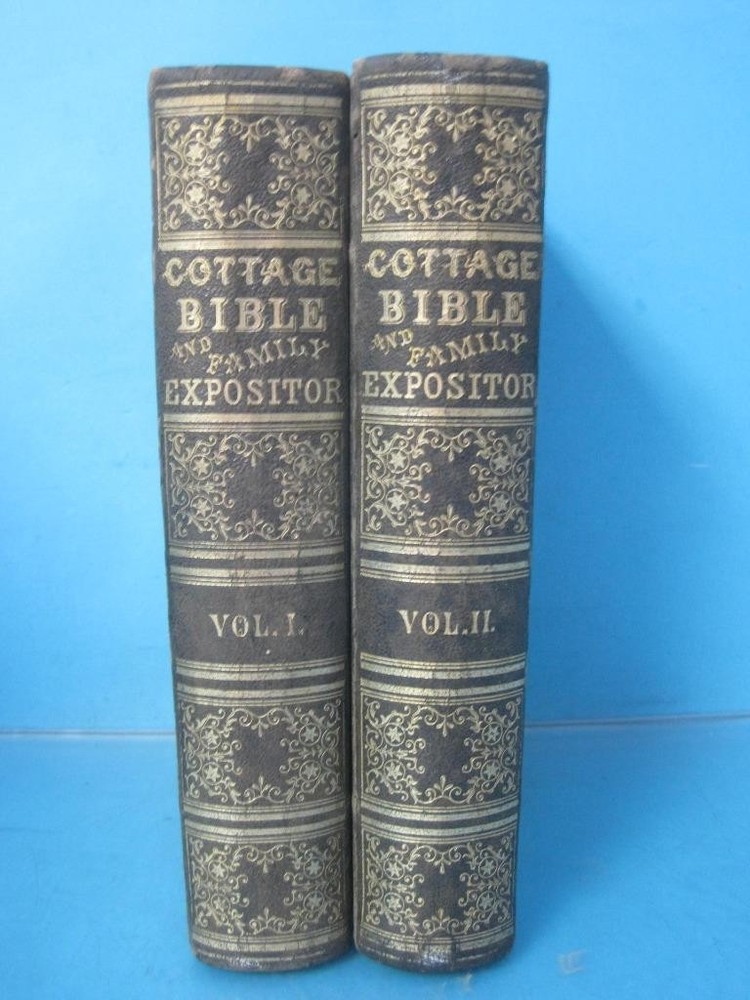 COTTAGE
BIBLE
AND FAMILY
EXPOSITOR
VOL. I.
COTTAGE
BIBLE
AND FAMILY
EXPOSITOR
VOL. II.